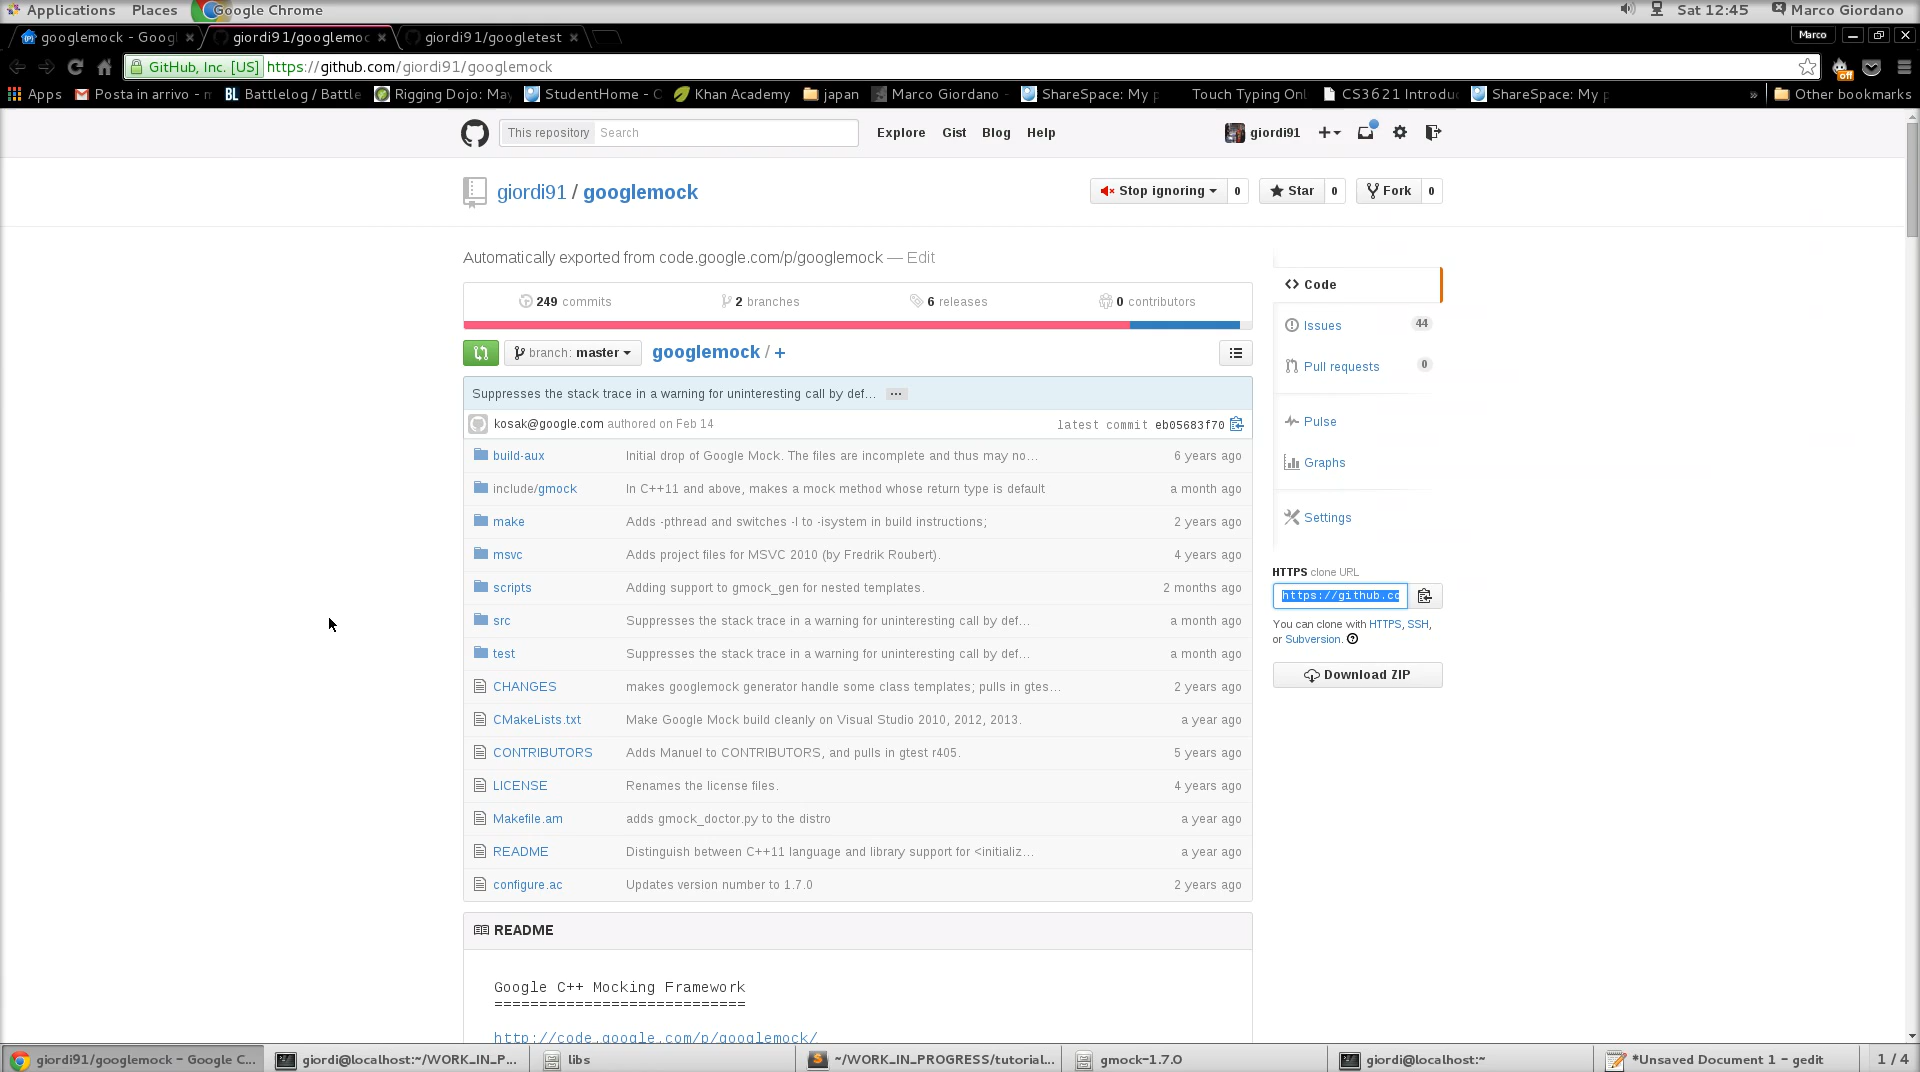 Applications Places Google Chrome Sat 12:45 Marco Giordano
googlemock - Googl giordi91/googlemoc giordi91/googletest Marco
GitHub, Inc. [US] https://github.com/giordi91/googlemock
Apps Posta in arrivo - m BL Battlelog / Battle Rigging Dojo: May StudentHome - C Khan Academy japan Marco Giordano ShareSpace: My p Touch Typing Onl CS3621 Introdu ShareSpace: My p » Other bookmarks
This repository Search Explore Gist Blog Help giordi91
giordi91 / googlemock Stop ignoring 0 Star 0 Fork 0
Automatically exported from code.google.com/p/googlemock — Edit
249 commits 2 branches 6 releases 0 contributors
branch: master googlemock / +
Suppresses the stack trace in a warning for uninteresting call by def… ...
kosak@google.com authored on Feb 14 latest commit eb05683f70
build-aux Initial drop of Google Mock. The files are incomplete and thus may no… 6 years ago
include/gmock In C++11 and above, makes a mock method whose return type is default a month ago
make Adds -pthread and switches -I to -isystem in build instructions; 2 years ago
msvc Adds project files for MSVC 2010 (by Fredrik Roubert). 4 years ago
scripts Adding support to gmock_gen for nested templates. 2 months ago
src Suppresses the stack trace in a warning for uninteresting call by def… a month ago
test Suppresses the stack trace in a warning for uninteresting call by def… a month ago
CHANGES makes googlemock generator handle some class templates; pulls in gtes… 2 years ago
CMakeLists.txt Make Google Mock build cleanly on Visual Studio 2010, 2012, 2013. a year ago
CONTRIBUTORS Adds Manuel to CONTRIBUTORS, and pulls in gtest r405. 5 years ago
LICENSE Renames the license files. 4 years ago
Makefile.am adds gmock_doctor.py to the distro a year ago
README Distinguish between C++11 language and library support for <initializ… a year ago
configure.ac Updates version number to 1.7.0 2 years ago
README
Google C++ Mocking Framework
============================
http://code.google.com/p/googlemock/
Code
Issues 44
Pull requests 0
Pulse
Graphs
Settings
HTTPS clone URL
https://github.co
You can clone with HTTPS, SSH,
or Subversion.
Download ZIP
giordi91/googlemock - Google C... giordi@localhost:~/WORK_IN_P... libs ~/WORK_IN_PROGRESS/tutorial... gmock-1.7.0 giordi@localhost:~ *Unsaved Document 1 - gedit 1 / 4